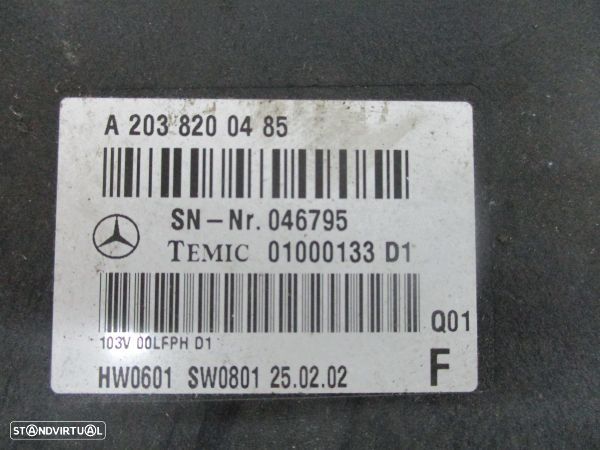 A 203 820 04 85
SN-Nr. 046795
TEMIC 01000133 D1
Q01
103V 00LFPH D1
HW0601 SW0801 25.02.02
F
STANDVIRTUAL